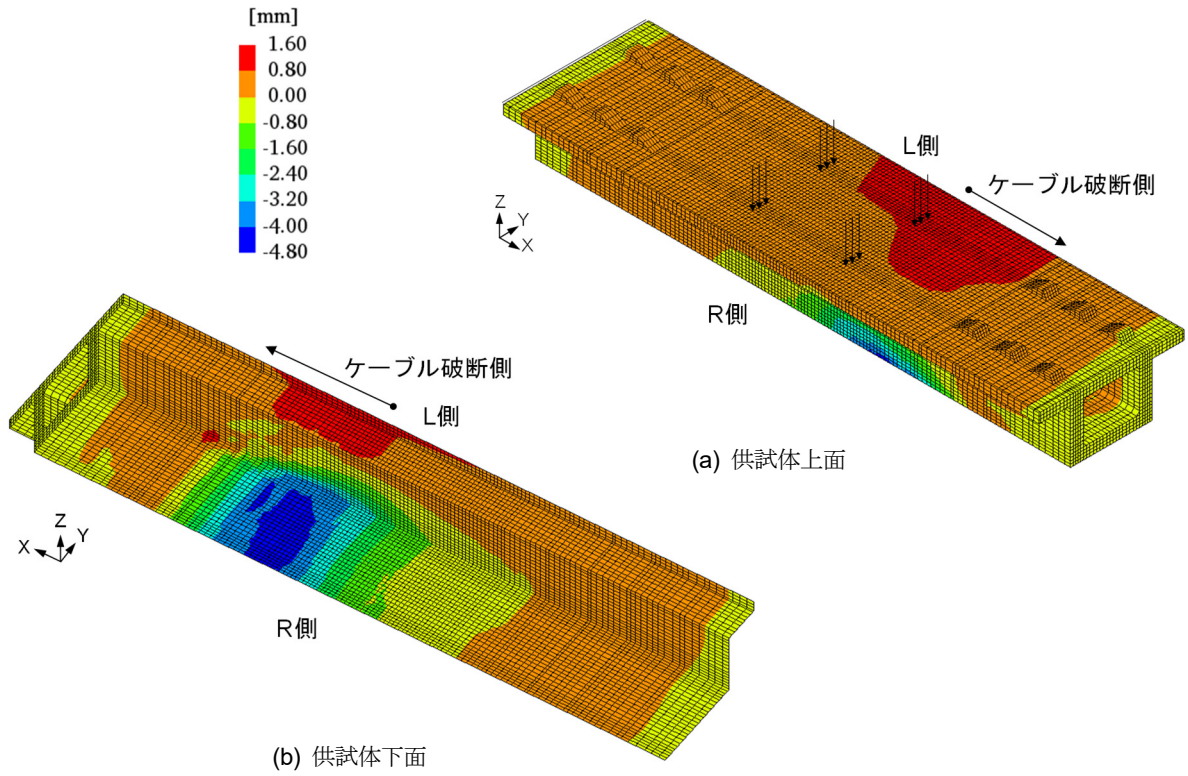 [mm]
1.60
0.80
0.00
-0.80
-1.60
-2.40
-3.20
-4.00
-4.80
L側
ケーブル破断側
Z
Y
X
R側
(a) 供試体上面
ケーブル破断側
L側
Z
Y
X
R側
(b) 供試体下面